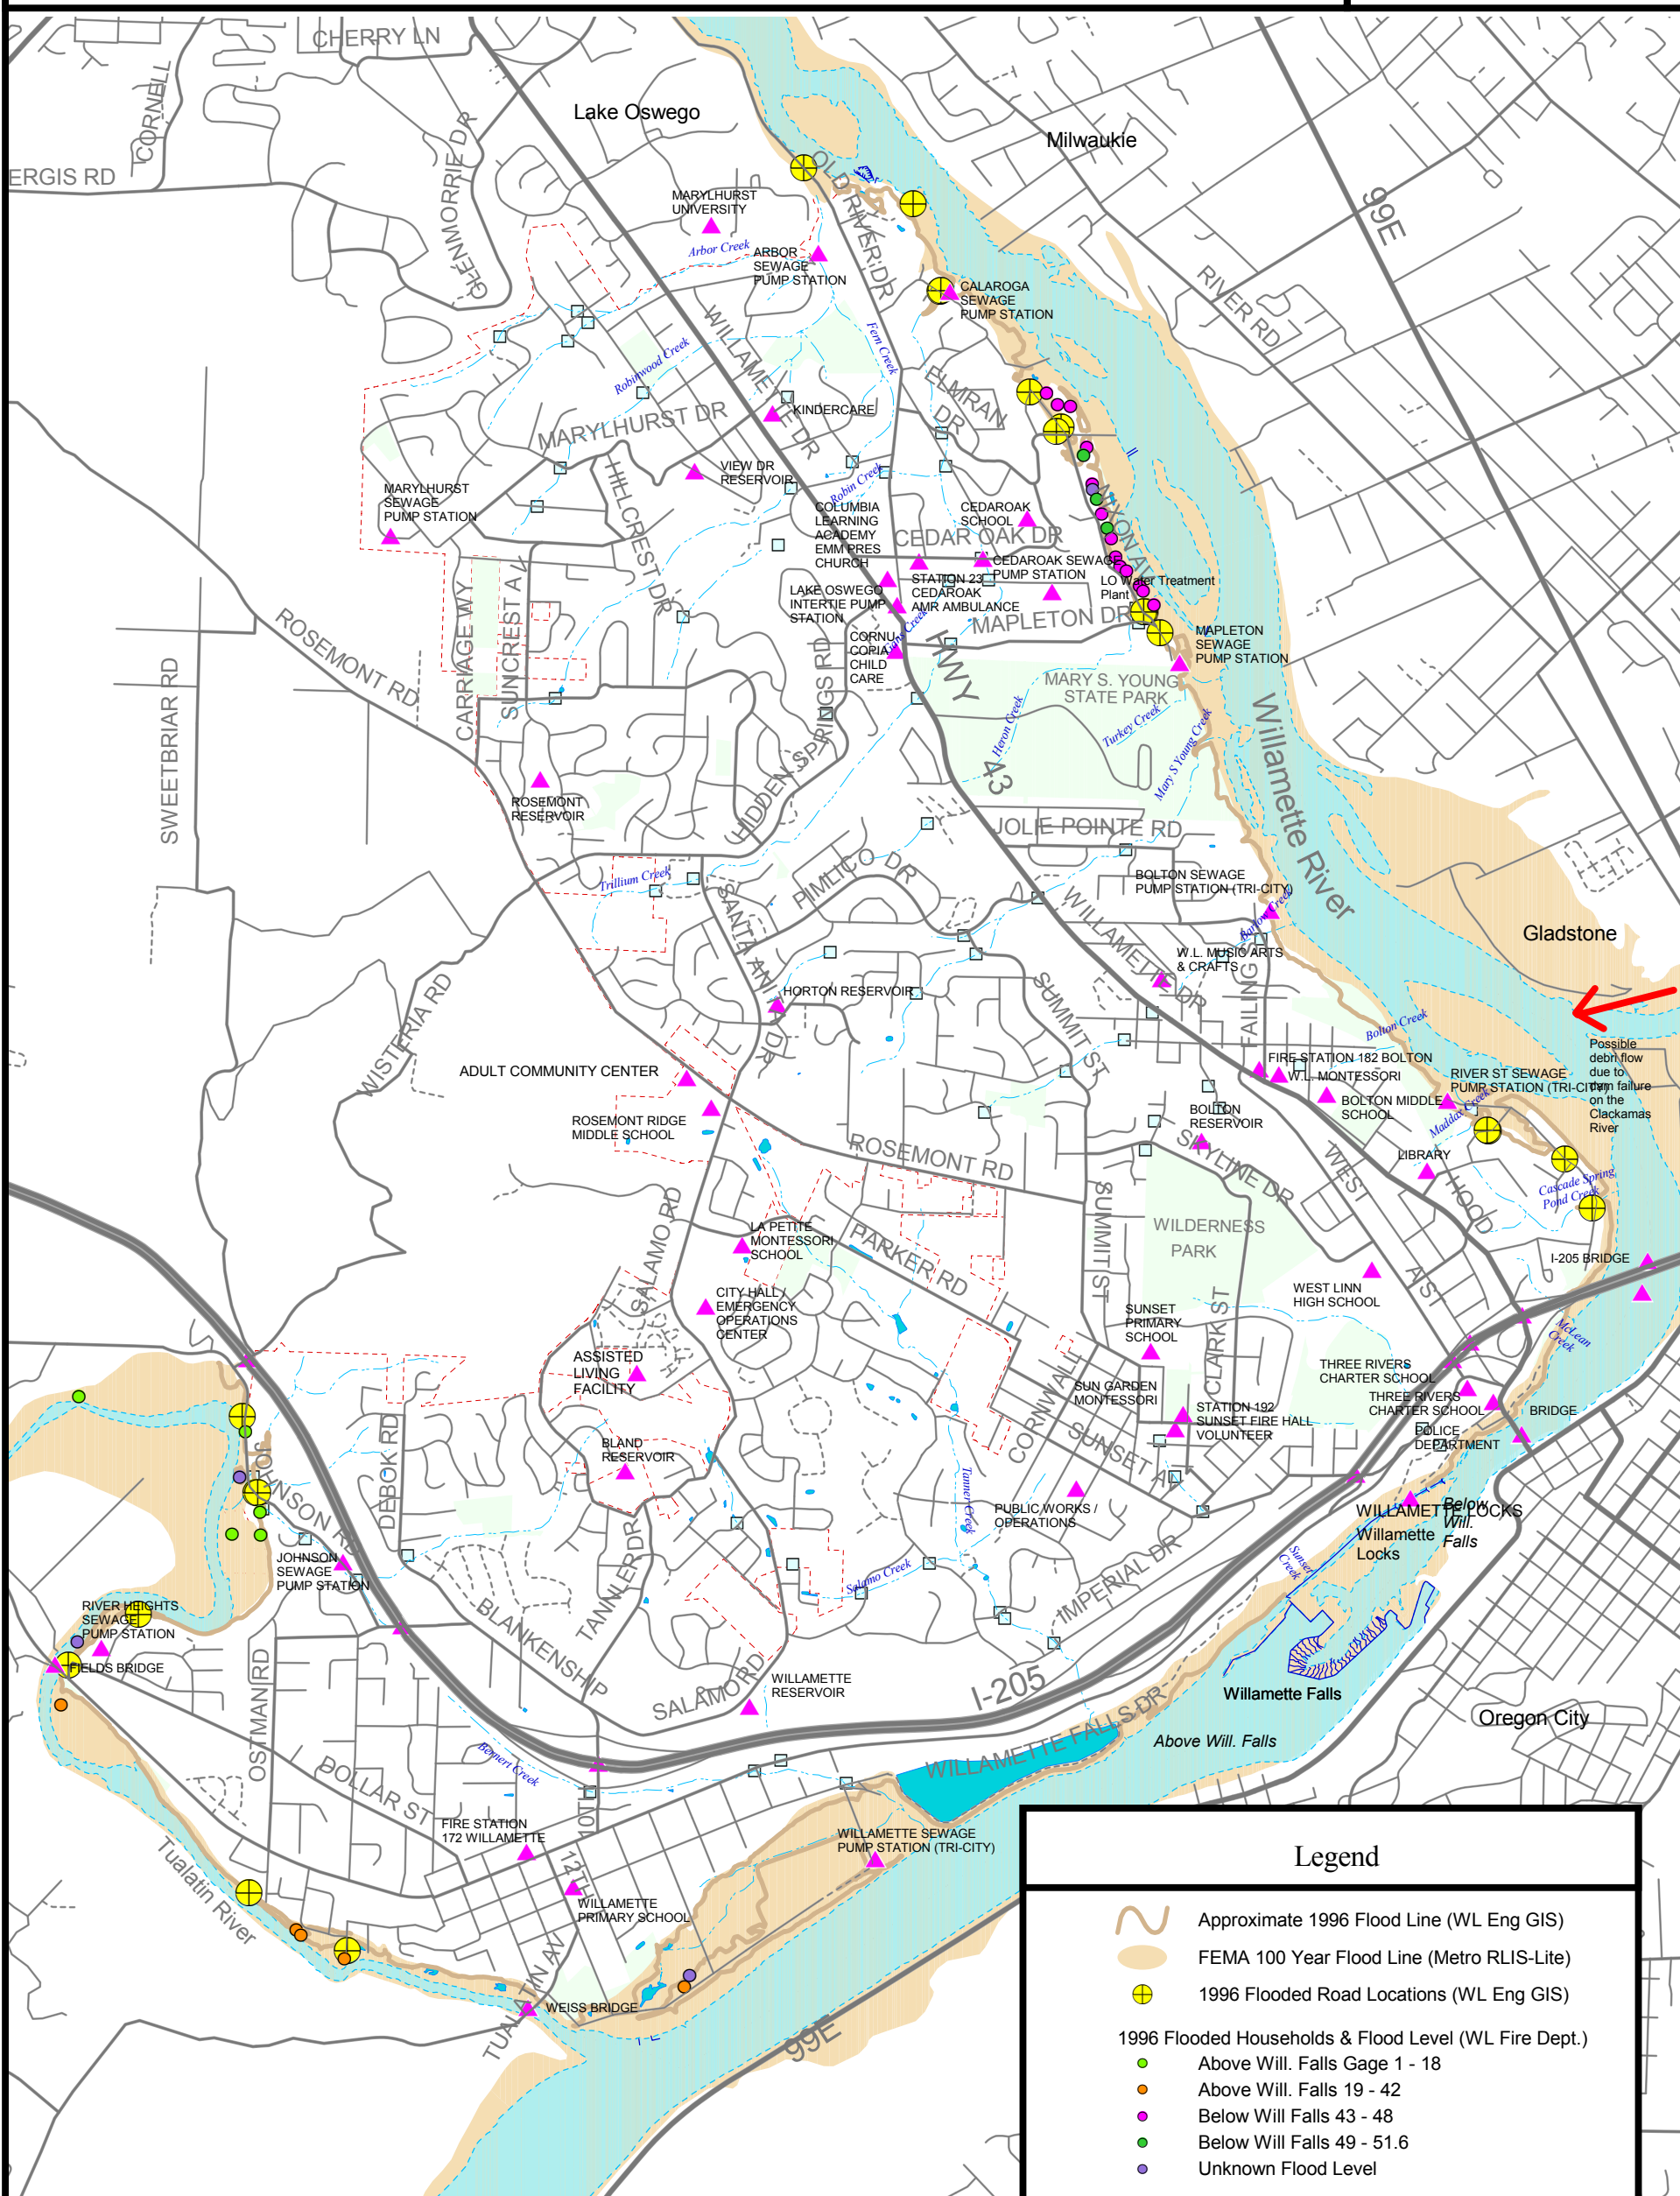 CHERRY LN
CORNELL
Lake Oswego
Milwaukie
ERGIS RD
GLENMORRIE DR
OLD RIVER DR
99E
MARYLHURST
UNIVERSITY
Arbor Creek
ARBOR
SEWAGE
PUMP STATION
RIVER RD
CALAROGA
SEWAGE
PUMP STATION
WILLAMETTE DR
Fern Creek
Robinwood Creek
ELMRAN
DR
KINDERCARE
MARYLHURST DR
VIEW DR
RESERVOIR
Robin Creek
MARYLHURST
SEWAGE
PUMP STATION
HILLCREST DR
COLUMBIA
LEARNING
ACADEMY
EMM PRES
CHURCH
CEDAROAK
SCHOOL
CEDAR OAK DR
CEDAROAK SEWAGE
PUMP STATION
LO Water Treatment
Plant
STATION 23
CEDAROAK
AMR AMBULANCE
LAKE OSWEGO
INTERTIE PUMP
STATION
MAPLETON DR
MAPLETON
SEWAGE
PUMP STATION
CORNU-
COPIA
CHILD
CARE
ROSEMONT RD
CARRIAGE WY
SUNCREST AV
SWEETBRIAR RD
HWY
43
MARY S. YOUNG
STATE PARK
Heron Creek
Turkey Creek
Mary S Young Creek
Willamette River
HIDDEN SPRINGS RD
ROSEMONT
RESERVOIR
JOLIE POINTE RD
PIMLICO DR
Trillium Creek
SANTA ANITA DR
BOLTON SEWAGE
PUMP STATION (TRI-CITY)
Barlow Creek
WILLAMETTE DR
W.L. MUSIC ARTS
& CRAFTS
FAILING ST
Gladstone
HORTON RESERVOIR
SUMMIT ST
WISTERIA RD
Bolton Creek
Possible
debri flow
due to
dam failure
on the
Clackamas
River
ADULT COMMUNITY CENTER
FIRE STATION 182 BOLTON
W.L. MONTESSORI
RIVER ST SEWAGE
PUMP STATION (TRI-CITY)
BOLTON MIDDLE
SCHOOL
Maddax Creek
ROSEMONT RIDGE
MIDDLE SCHOOL
BOLTON
RESERVOIR
ROSEMONT RD
SKYLINE DR
WEST
A ST
LIBRARY
HOOD
Cascade Spring
Pond Creek
SALAMO RD
SUMMIT ST
WILDERNESS
PARK
LA PETITE
MONTESSORI
SCHOOL
PARKER RD
I-205 BRIDGE
WEST LINN
HIGH SCHOOL
CITY HALL /
EMERGENCY
OPERATIONS
CENTER
SUNSET
PRIMARY
SCHOOL
CLARK ST
McLean
Creek
ASSISTED
LIVING
FACILITY
THREE RIVERS
CHARTER SCHOOL
THREE RIVERS
CHARTER SCHOOL
BRIDGE
SUN GARDEN
MONTESSORI
CORNWALL
STATION 192
SUNSET FIRE HALL
VOLUNTEER
SUNSET AV
POLICE
DEPARTMENT
DEBOK RD
JOHNSON RD
BLAND
RESERVOIR
Tanner Creek
PUBLIC WORKS /
OPERATIONS
WILLAMETTE LOCKS
Willamette
Locks
Below
Will.
Falls
JOHNSON
SEWAGE
PUMP STATION
TANNLER DR
Salamo Creek
IMPERIAL DR
Sunset
Creek
RIVER HEIGHTS
SEWAGE
PUMP STATION
BLANKENSHIP
FIELDS BRIDGE
OSTMAN RD
SALAMO RD
WILLAMETTE
RESERVOIR
I-205
Willamette Falls
Oregon City
WILLAMETTE FALLS DR
Above Will. Falls
Bernert Creek
DOLLAR ST
10TH
FIRE STATION
172 WILLAMETTE
WILLAMETTE SEWAGE
PUMP STATION (TRI-CITY)
12TH
Tualatin River
WILLAMETTE
PRIMARY SCHOOL
TUALATIN AV
WEISS BRIDGE
99E
Legend
Approximate 1996 Flood Line (WL Eng GIS)
FEMA 100 Year Flood Line (Metro RLIS-Lite)
1996 Flooded Road Locations (WL Eng GIS)
1996 Flooded Households & Flood Level (WL Fire Dept.)
Above Will. Falls Gage 1 - 18
Above Will. Falls 19 - 42
Below Will Falls 43 - 48
Below Will Falls 49 - 51.6
Unknown Flood Level